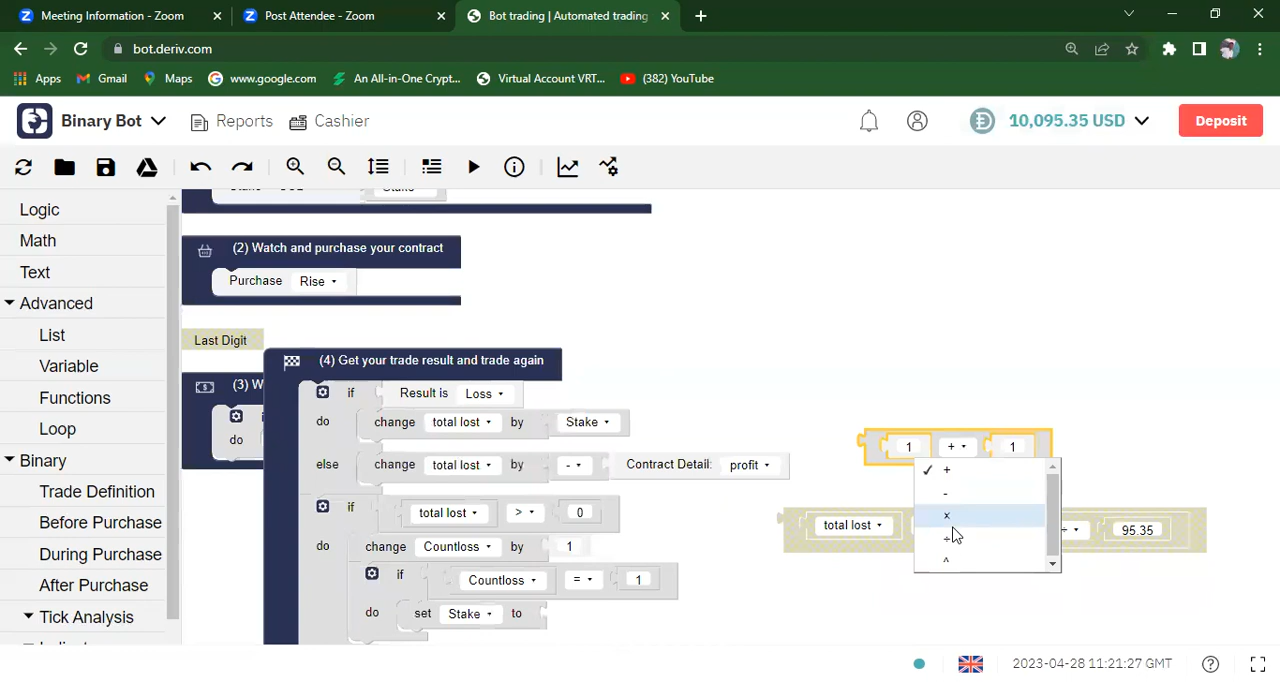 Meeting Information - Zoom
Post Attendee - Zoom
Bot trading | Automated trading
bot.deriv.com
Apps
Gmail
Maps
www.google.com
An All-in-One Crypt...
Virtual Account VRT...
(382) YouTube
Binary Bot
Reports
Cashier
10,095.35 USD
Deposit
Logic
Math
Text
Advanced
List
Variable
Functions
Loop
Binary
Trade Definition
Before Purchase
During Purchase
After Purchase
Tick Analysis
(2) Watch and purchase your contract
Purchase Rise
Last Digit
(3) W
do
(4) Get your trade result and trade again
if Result is Loss
do change total lost by Stake
else change total lost by - Contract Detail: profit
if total lost > 0
do change Countloss by 1
if Countloss = 1
do set Stake to
1 + 1
+
-
x
÷
^
total lost ÷ 95.35
2023-04-28 11:21:27 GMT